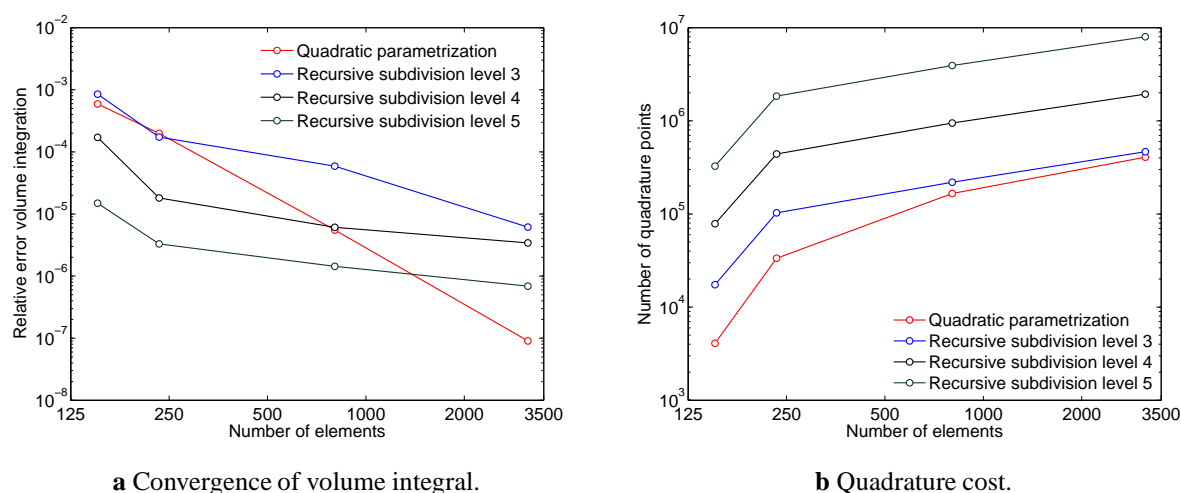 10−2
10−3
10−4
10−5
10−6
10−7
10−8
Relative error volume integration
Quadratic parametrization
Recursive subdivision level 3
Recursive subdivision level 4
Recursive subdivision level 5
125 250 500 1000 2000 3500
Number of elements
a Convergence of volume integral.
10^7
10^6
10^5
10^4
10^3
Number of quadrature points
Quadratic parametrization
Recursive subdivision level 3
Recursive subdivision level 4
Recursive subdivision level 5
125 250 500 1000 2000 3500
Number of elements
b Quadrature cost.